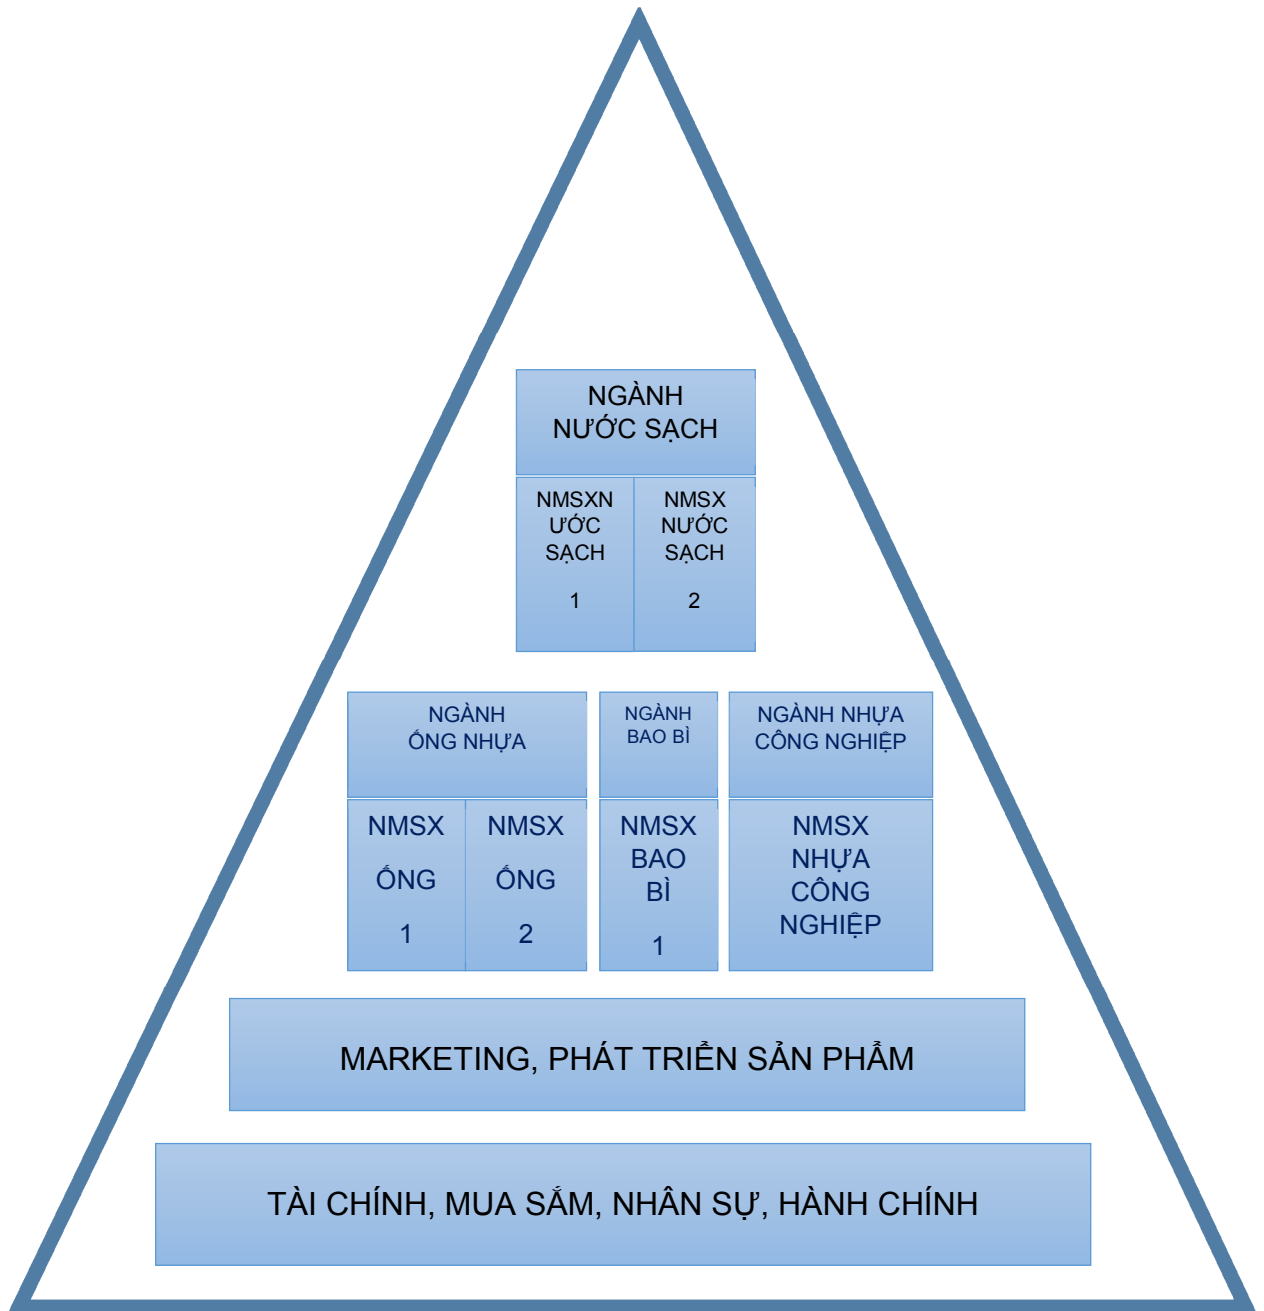 NGÀNH
NƯỚC SẠCH
NMSXN
ƯỚC
SẠCH
1
NMSX
NƯỚC
SẠCH
2
NGÀNH
ỐNG NHỰA
NGÀNH
BAO BÌ
NGÀNH NHỰA
CÔNG NGHIỆP
NMSX
ỐNG
1
NMSX
ỐNG
2
NMSX
BAO
BÌ
1
NMSX
NHỰA
CÔNG
NGHIỆP
MARKETING, PHÁT TRIỂN SẢN PHẨM
TÀI CHÍNH, MUA SẮM, NHÂN SỰ, HÀNH CHÍNH